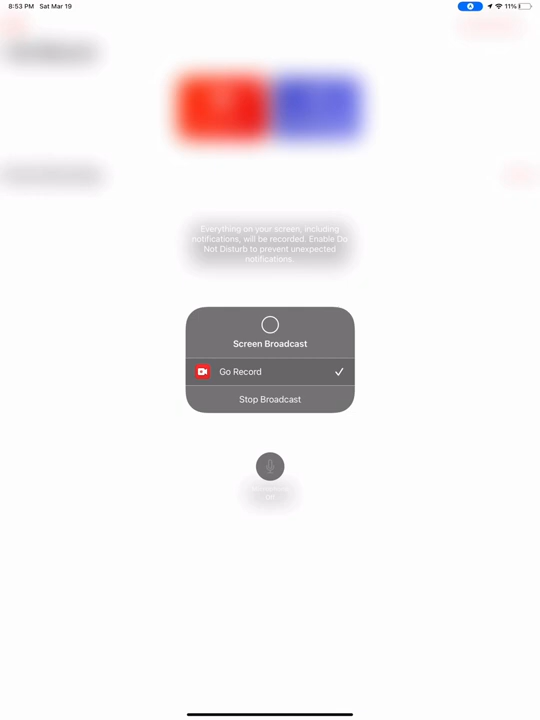 8:53 PM Sat Mar 19
11%
Everything on your screen, including
notifications, will be recorded. Enable Do
Not Disturb to prevent unexpected
notifications.
Screen Broadcast
Go Record
Stop Broadcast
Off